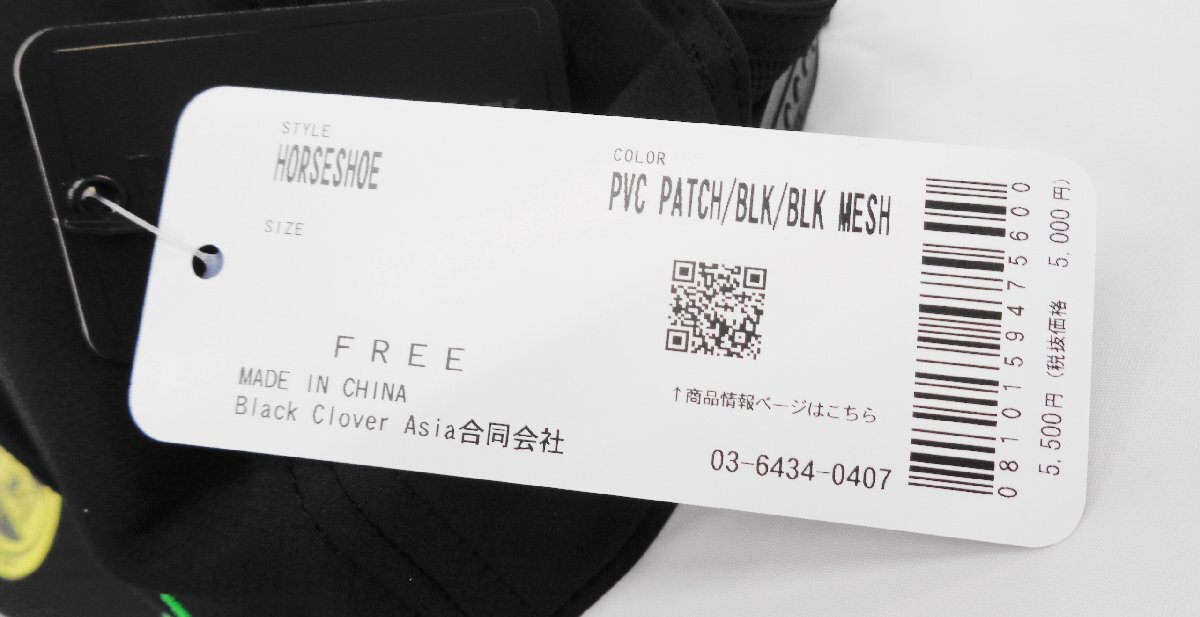 STYLE
HORSESHOE
SIZE
FREE
MADE IN CHINA
Black Clover Asia合同会社
COLOR
PVC PATCH/BLK/BLK MESH
↑商品情報ページはこちら
03-6434-0407
0810159475600
5,500円 (税抜価格 5,000円)